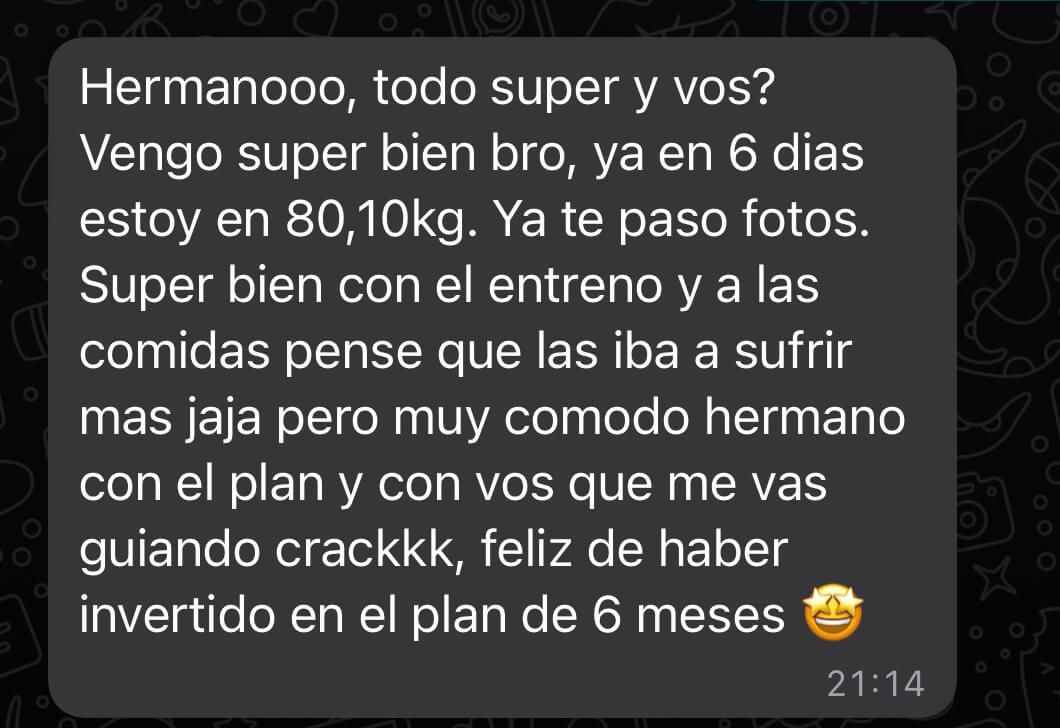 Hermanooo, todo super y vos?
Vengo super bien bro, ya en 6 dias
estoy en 80,10kg. Ya te paso fotos.
Super bien con el entreno y a las
comidas pense que las iba a sufrir
mas jaja pero muy comodo hermano
con el plan y con vos que me vas
guiando crackkk, feliz de haber
invertido en el plan de 6 meses 🤩
21:14